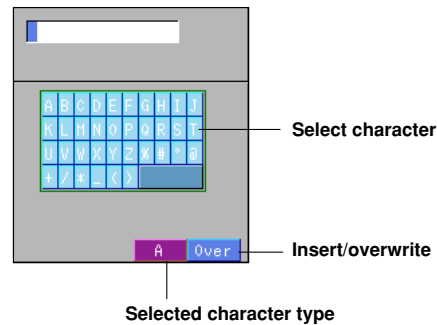 A B C D E F G H I J
K L M N O P Q R S T
U V W X Y Z % # ° @
+ / * _ ( )
Select character
A Over
Insert/overwrite
Selected character type